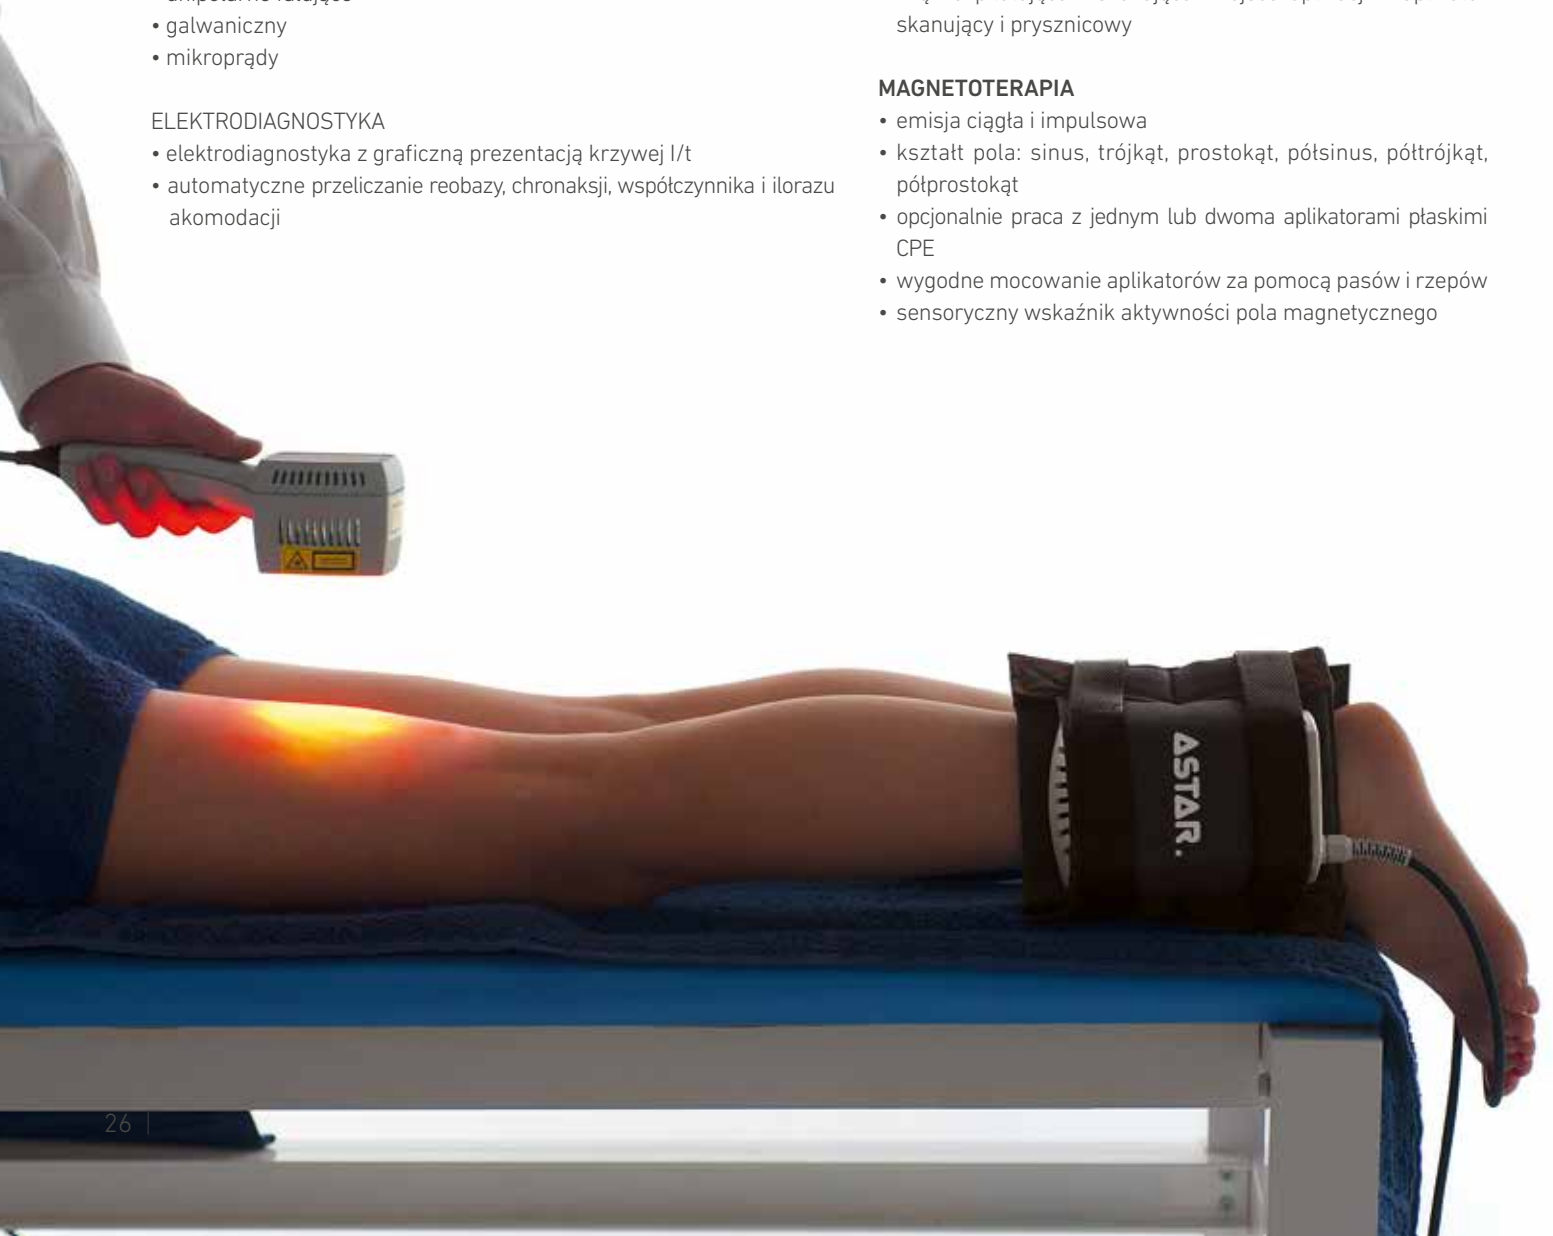 • galwaniczny
• mikroprądy
ELEKTRODIAGNOSTYKA
• elektrodiagnostyka z graficzną prezentacją krzywej I/t
• automatyczne przeliczanie reobazy, chronaksji, współczynnika i ilorazu
akomodacji
skanujący i prysznicowy
MAGNETOTERAPIA
• emisja ciągła i impulsowa
• kształt pola: sinus, trójkąt, prostokąt, półsinus, półtrójkąt,
półprostokąt
• opcjonalnie praca z jednym lub dwoma aplikatorami płaskimi
CPE
• wygodne mocowanie aplikatorów za pomocą pasów i rzepów
• sensoryczny wskaźnik aktywności pola magnetycznego
ASTAR.
26 |